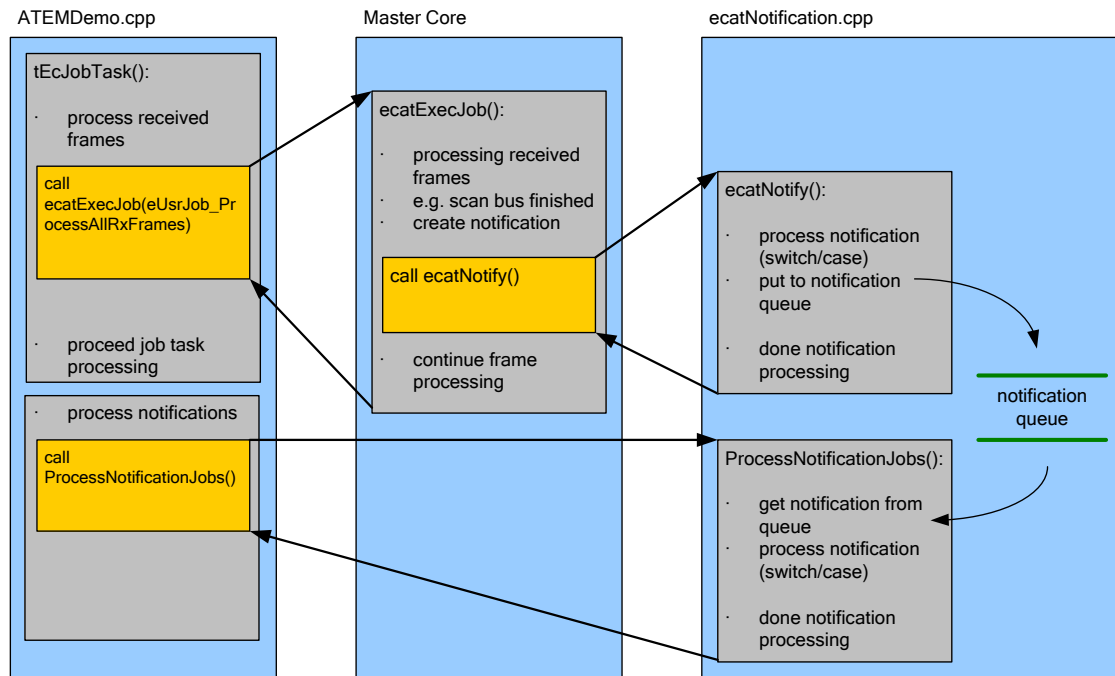 ATEMDemo.cpp
tEcJobTask():
· process received
frames
call
ecatExecJob(eUsrJob_Pr
ocessAllRxFrames)
· proceed job task
processing
· process notifications
call
ProcessNotificationJobs()
Master Core
ecatExecJob():
· processing received
frames
· e.g. scan bus finished
· create notification
call ecatNotify()
· continue frame
processing
ecatNotification.cpp
ecatNotify():
· process notification
(switch/case)
· put to notification
queue
· done notification
processing
notification
queue
ProcessNotificationJobs():
· get notification from
queue
· process notification
(switch/case)
· done notification
processing